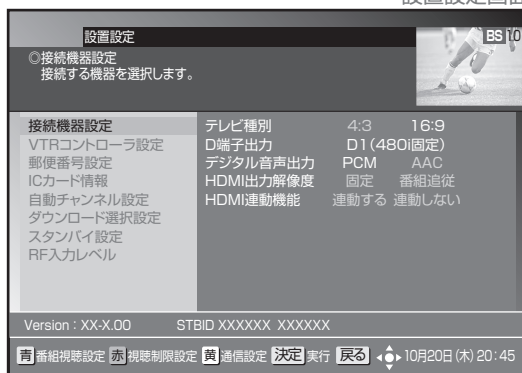 設置設定画面
設置設定
BS 10
◎接続機器設定
接続する機器を選択します。
接続機器設定
VTRコントローラ設定
郵便番号設定
ICカード情報
自動チャンネル設定
ダウンロード選択設定
スタンバイ設定
RF入力レベル
テレビ種別 4:3 16:9
D端子出力 D1(480i固定)
デジタル音声出力 PCM AAC
HDMI出力解像度 固定 番組追従
HDMI連動機能 連動する 連動しない
Version : XX-X.00 STBID XXXXXX XXXXXX
青 番組視聴設定 赤 視聴制限設定 黄 通信設定 決定 実行 戻る 10月20日(木) 20:45